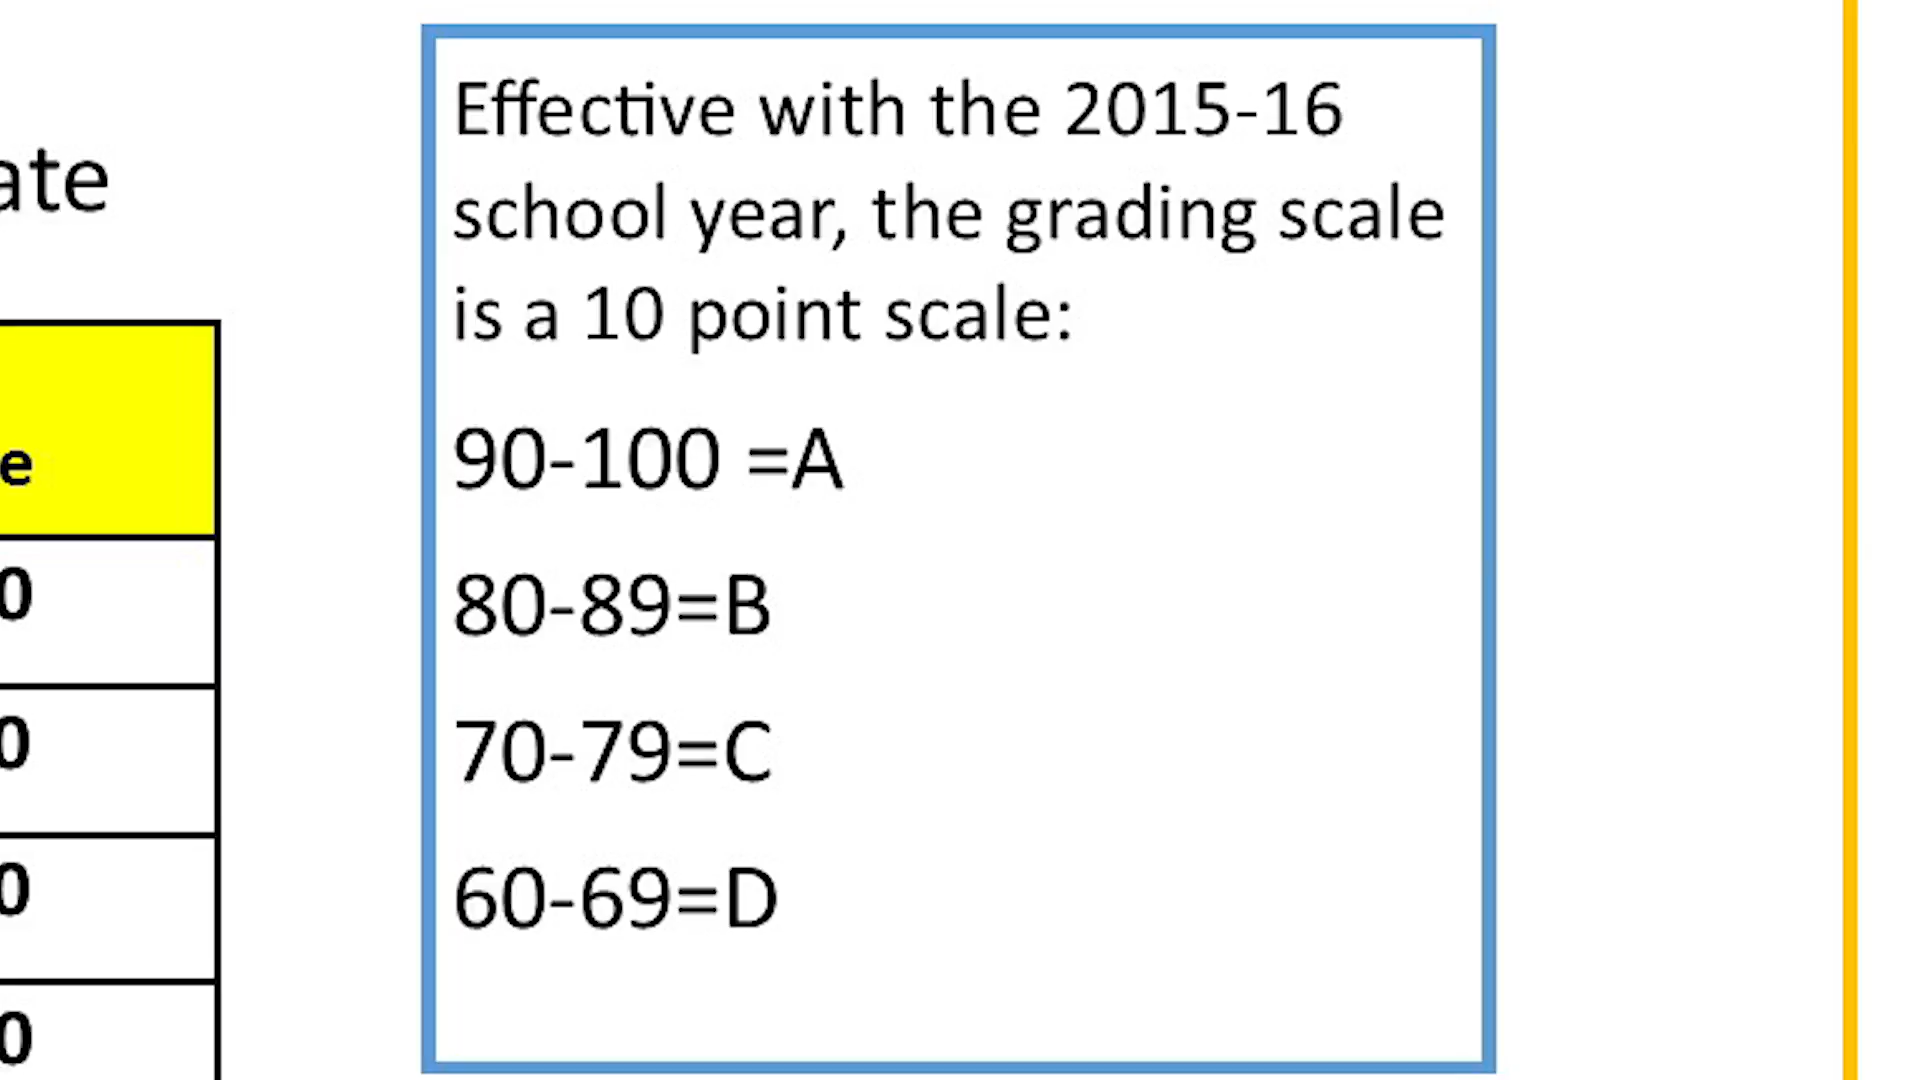 Effective with the 2015-16
school year, the grading scale
is a 10 point scale:
90-100 =A
80-89=B
70-79=C
60-69=D
ate
e
0
0
0
0